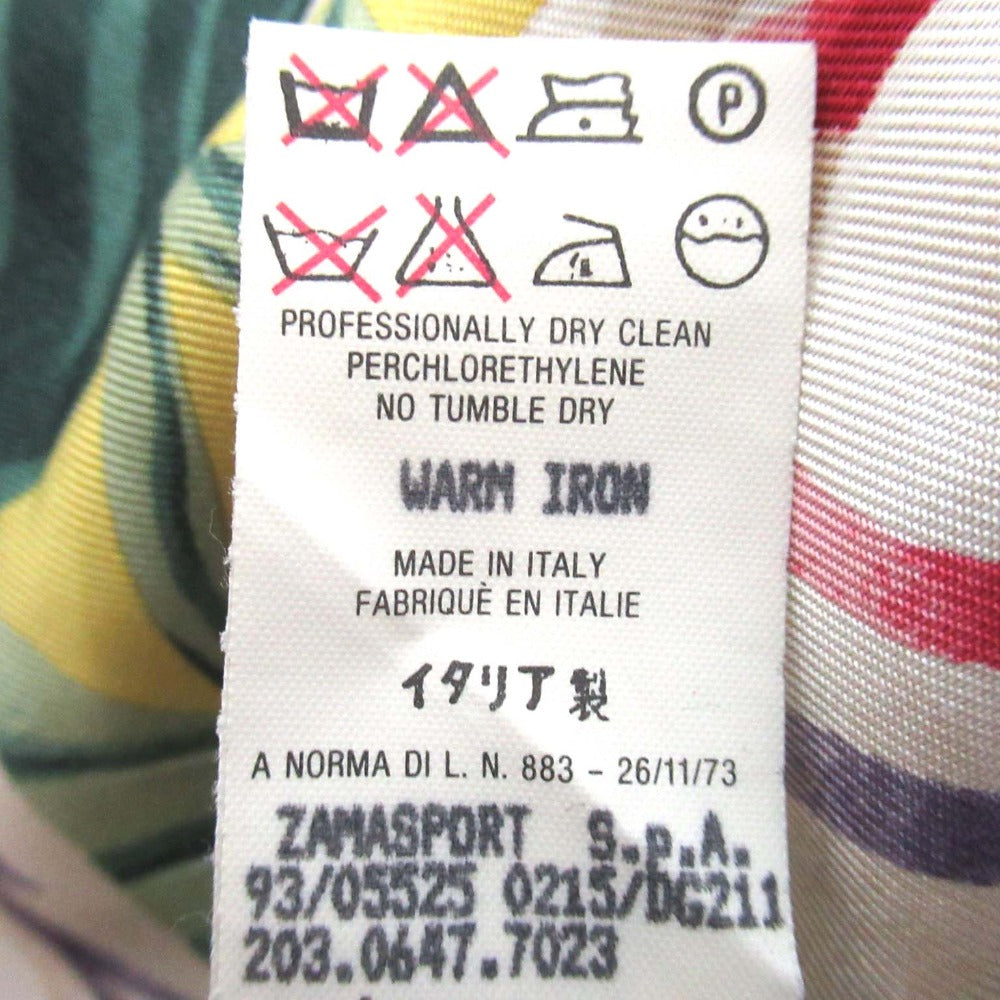 P
PROFESSIONALLY DRY CLEAN
PERCHLORETHYLENE
NO TUMBLE DRY
WARM IRON
MADE IN ITALY
FABRIQUÈ EN ITALIE
イタリア製
A NORMA DI L. N. 883 - 26/11/73
ZAMASPORT S.p.A.
93/05525 0215/DG211
203.0647.7023